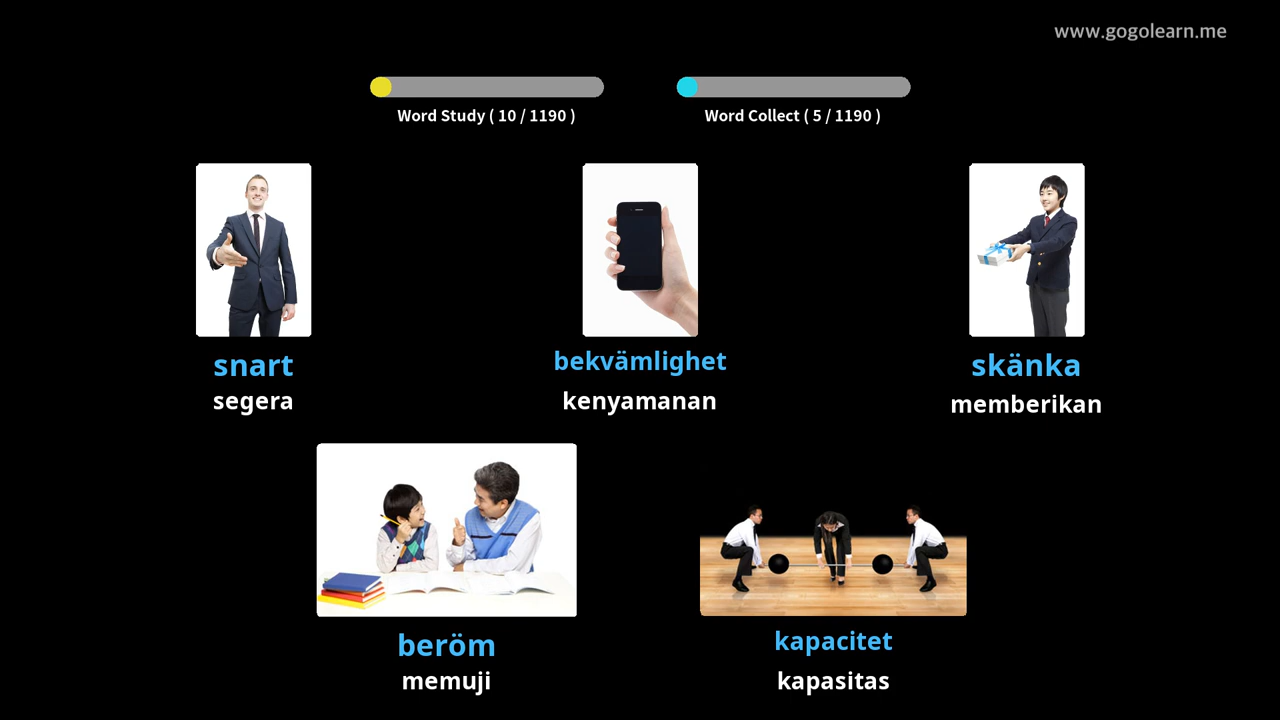 www.gogolearn.me
Word Study ( 10 / 1190 )
Word Collect ( 5 / 1190 )
snart
segera
bekvämlighet
kenyamanan
skänka
memberikan
beröm
memuji
kapacitet
kapasitas